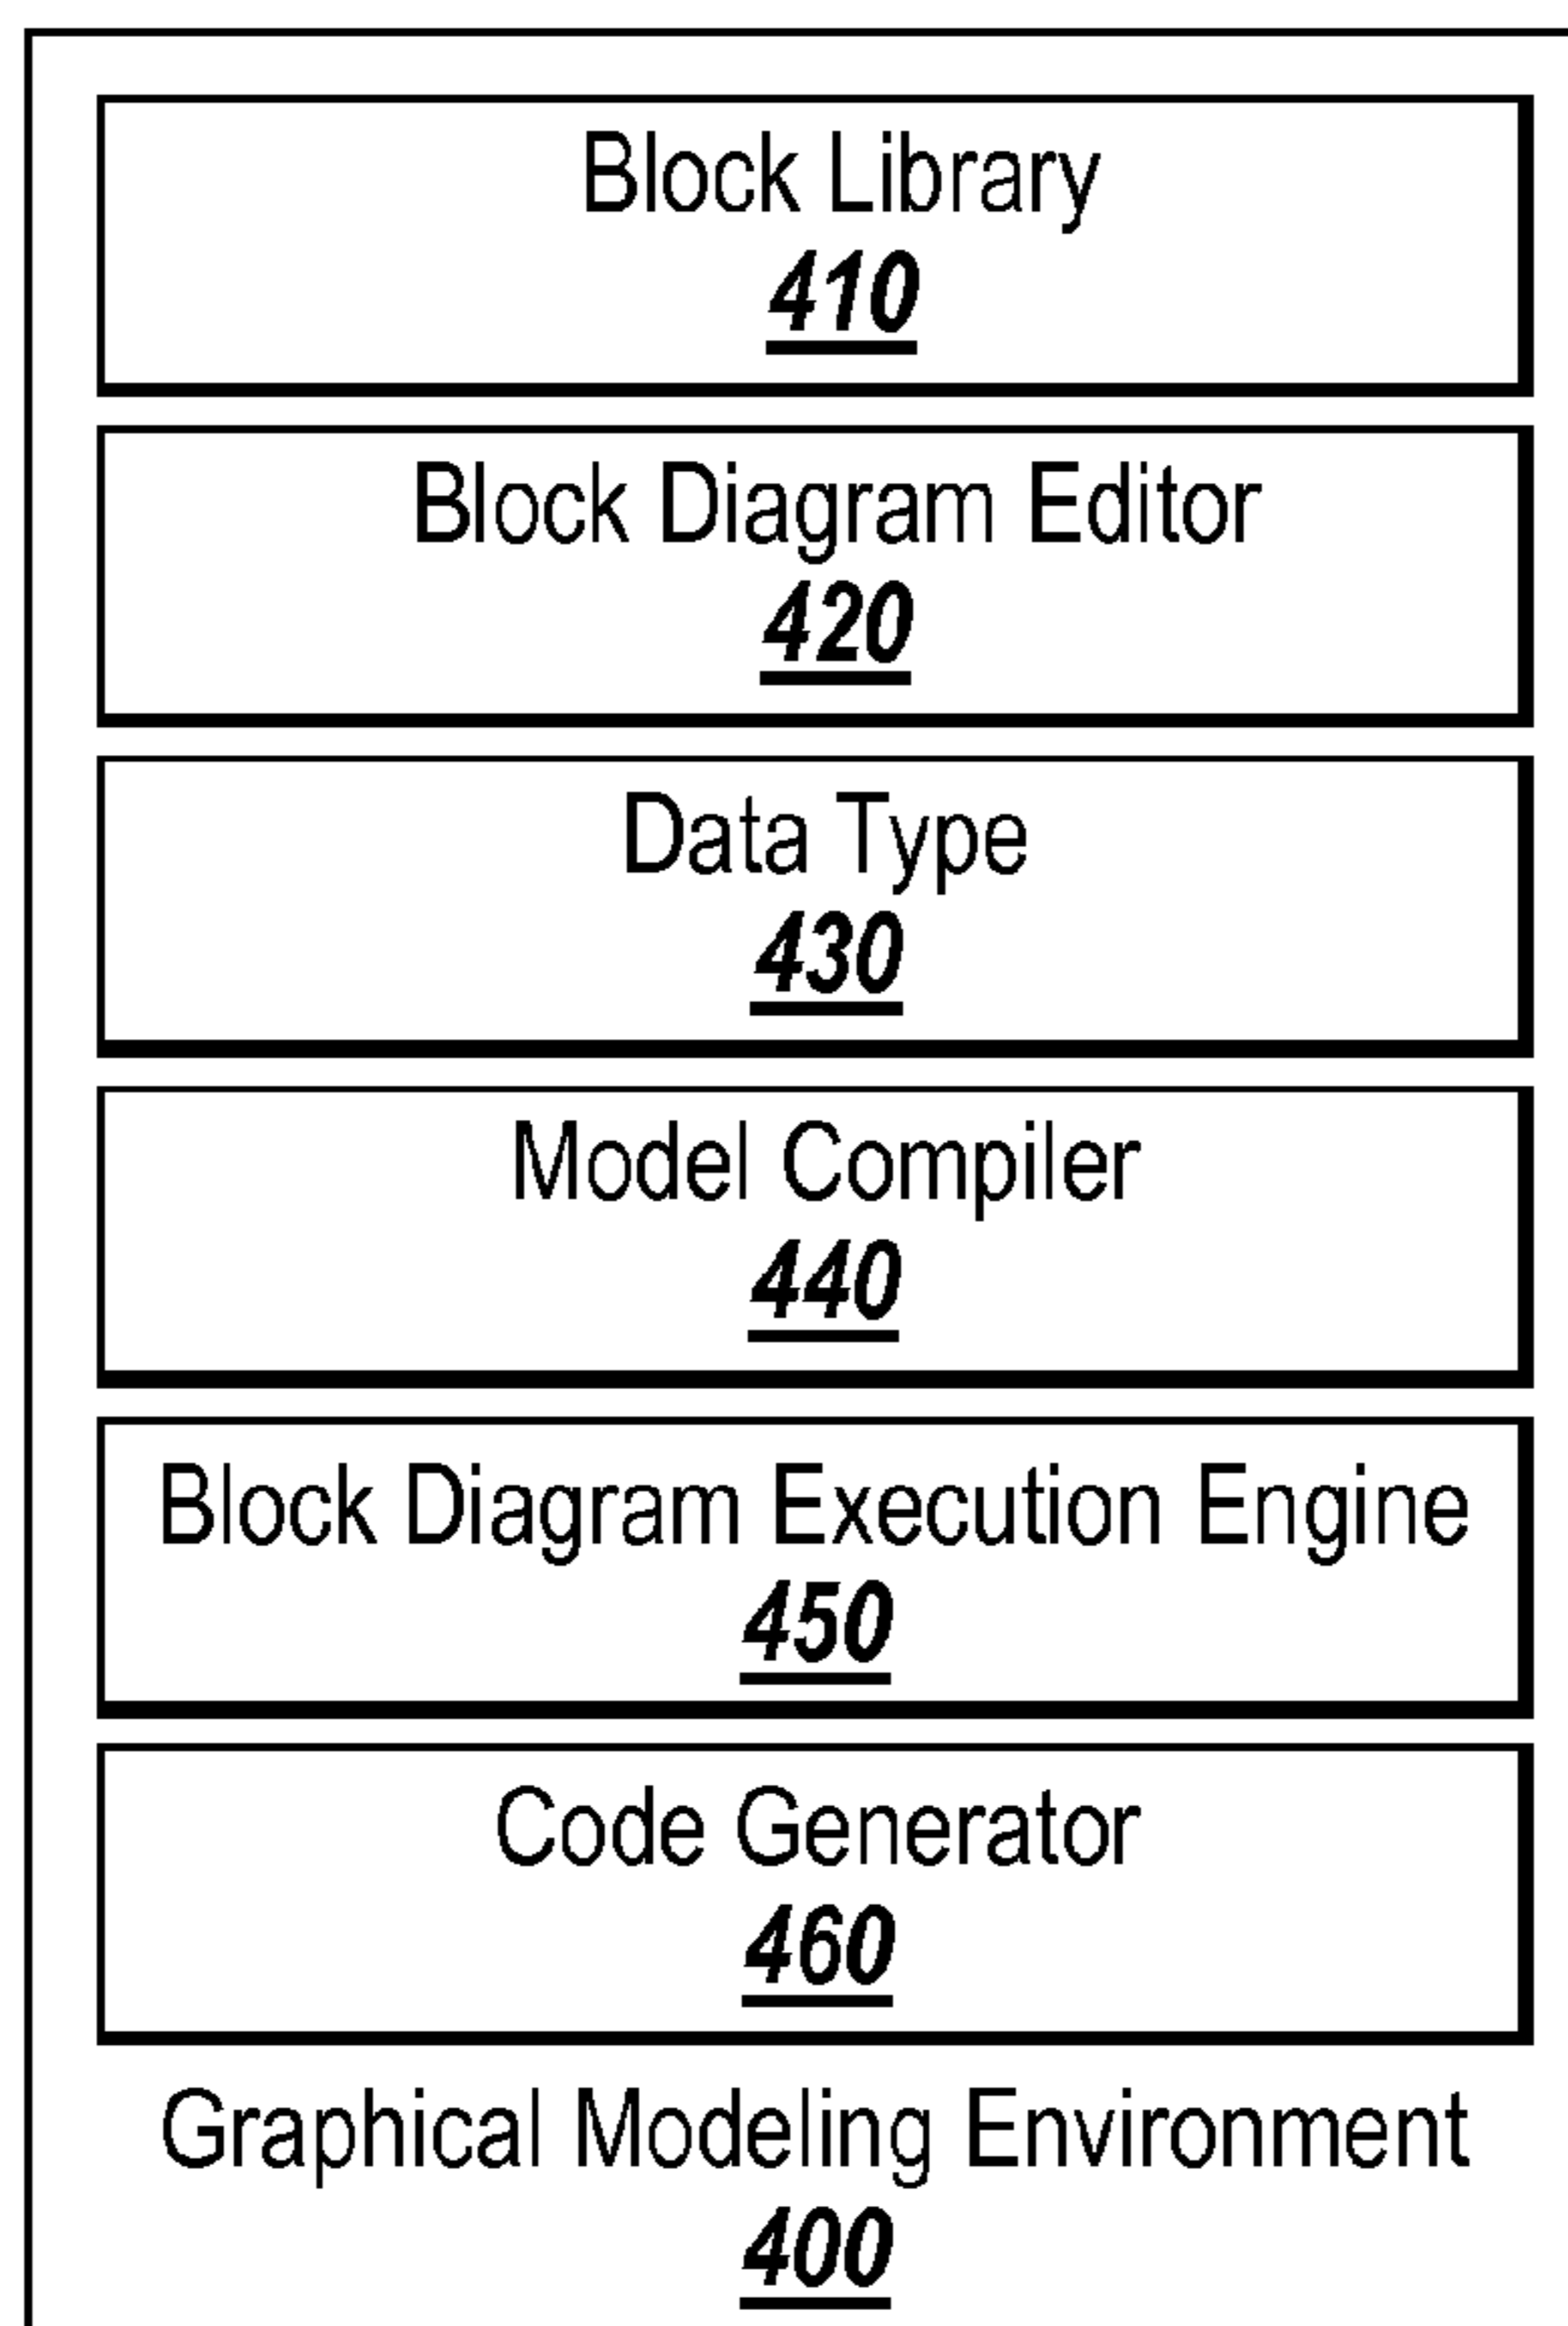 Block Library
410
Block Diagram Editor
420
Data Type
430
Model Compiler
440
Block Diagram Execution Engine
450
Code Generator
460
Graphical Modeling Environment
400